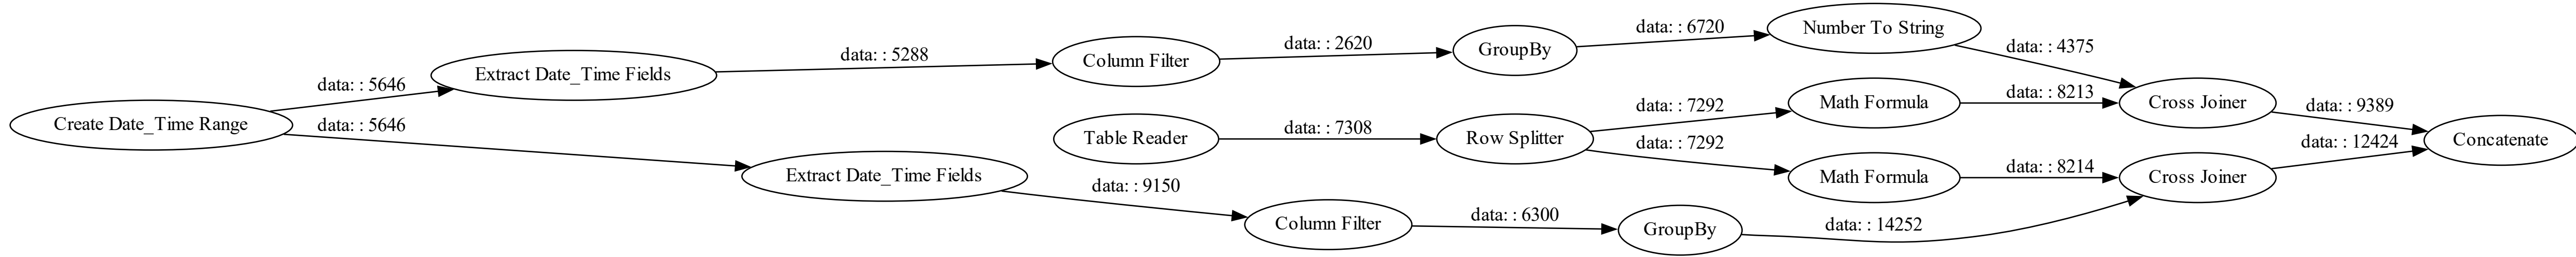 Create Date_Time Range
data: : 5646
data: : 5646
Extract Date_Time Fields
Extract Date_Time Fields
data: : 5288
data: : 9150
Column Filter
Table Reader
Column Filter
data: : 2620
data: : 7308
data: : 6300
GroupBy
Row Splitter
GroupBy
data: : 6720
data: : 7292
data: : 7292
data: : 14252
Number To String
Math Formula
Math Formula
data: : 4375
data: : 8213
data: : 8214
Cross Joiner
Cross Joiner
data: : 9389
data: : 12424
Concatenate